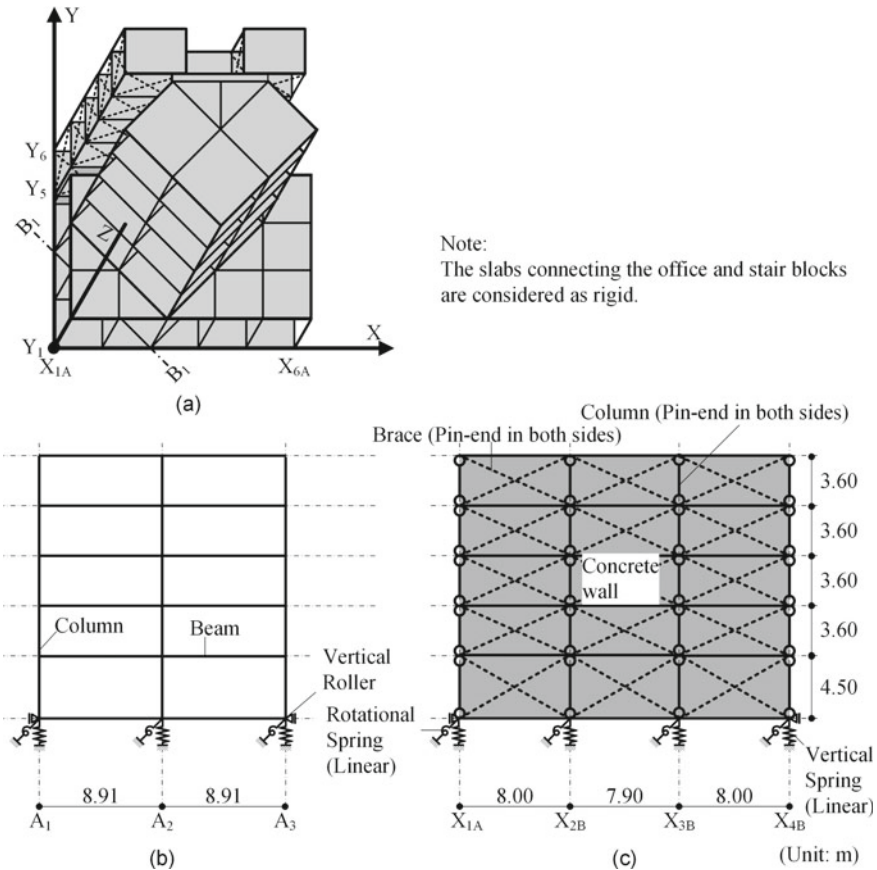 Y
Y6
Y5
B1
Z
Y1
X1A
B1
X6A
X
(a)
Note:
The slabs connecting the office and stair blocks
are considered as rigid.
Column (Pin-end in both sides)
Brace (Pin-end in both sides)
Column
Beam
Vertical
Roller
Rotational
Spring
(Linear)
8.91
8.91
A1
A2
A3
(b)
Concrete
wall
3.60
3.60
3.60
3.60
4.50
Vertical
Spring
(Linear)
8.00
7.90
8.00
X1A
X2B
X3B
X4B
(c)
(Unit: m)